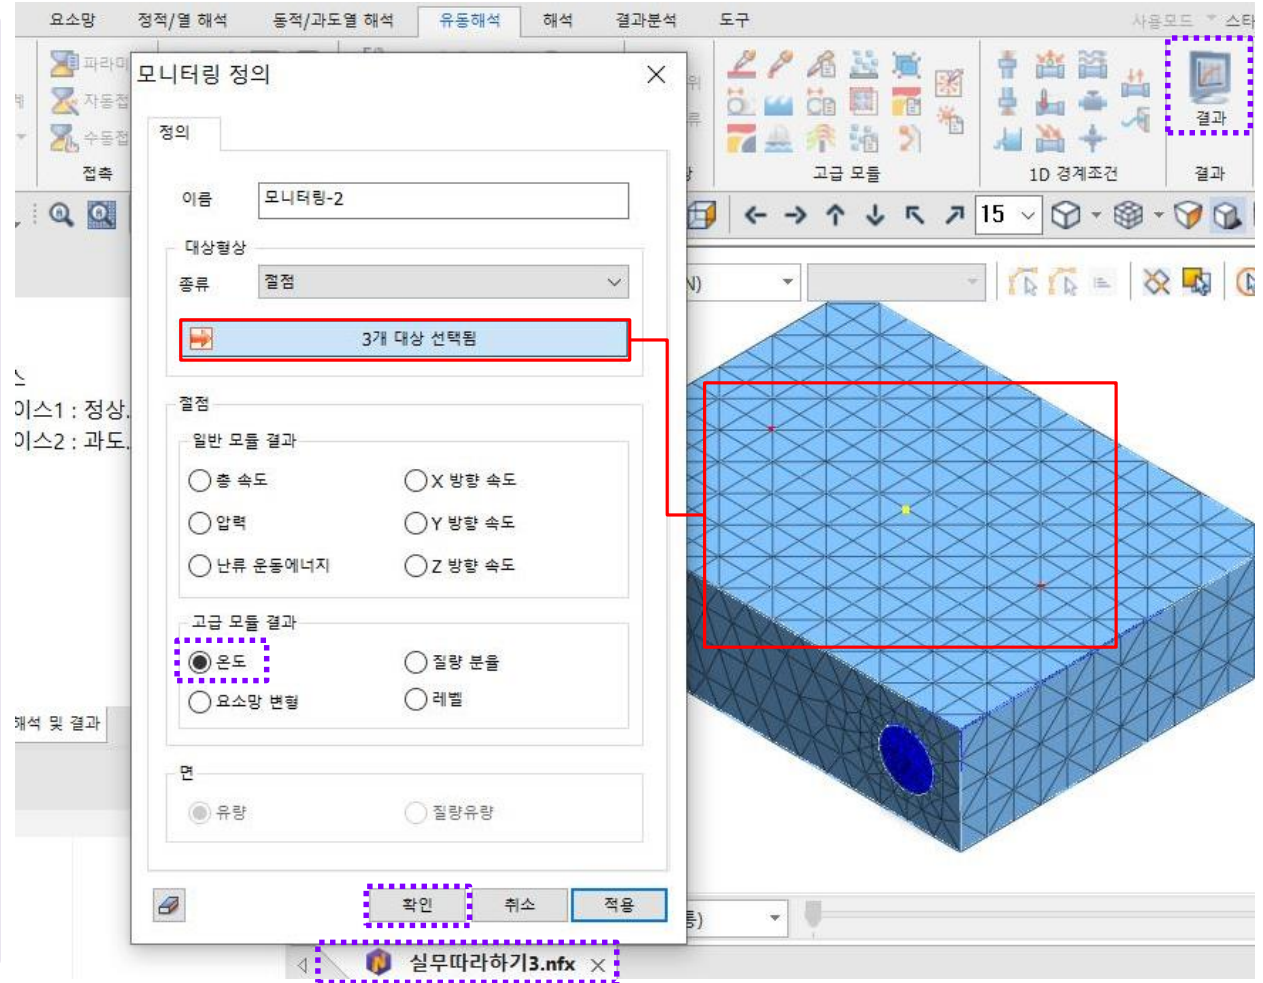 요소망 정적/열 해석 동적/과도열 해석 유동해석 해석 결과분석 도구 사용모드 스타
파라미
자동접
수동접
접촉
결과
고급 모듈 1D 경계조건 결과
15
모니터링 정의
정의
이름 모니터링-2
대상형상
종류 절점
3개 대상 선택됨
절점
일반 모듈 결과
총 속도 X 방향 속도
압력 Y 방향 속도
난류 운동에너지 Z 방향 속도
고급 모듈 결과
온도 질량 분율
요소망 변형 레벨
면
유량 질량유량
확인 취소 적용
N)
스
이스1 : 정상.
이스2 : 과도.
해석 및 결과
통)
실무따라하기3.nfx